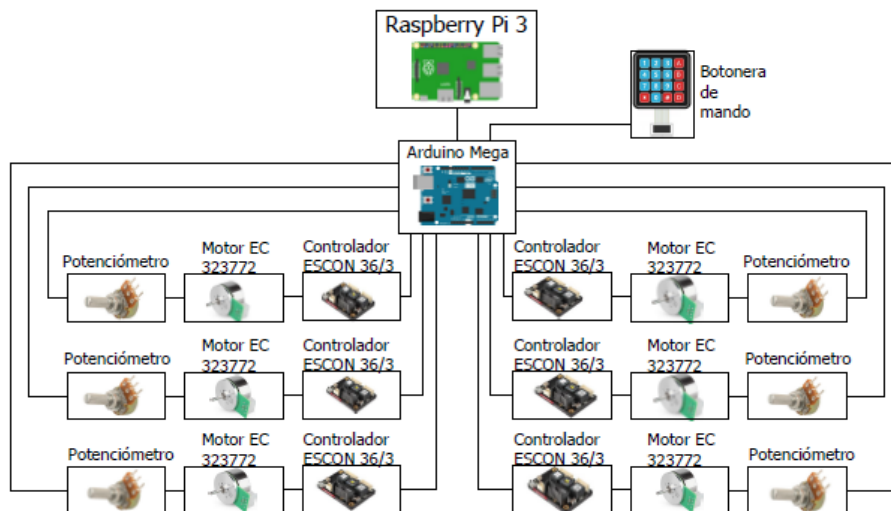 Raspberry Pi 3
Botonera
de
mando
Arduino Mega
Potenciómetro
Motor EC
323772
Controlador
ESCON 36/3
Controlador
ESCON 36/3
Motor EC
323772
Potenciómetro
Potenciómetro
Motor EC
323772
Controlador
ESCON 36/3
Controlador
ESCON 36/3
Motor EC
323772
Potenciómetro
Potenciómetro
Motor EC
323772
Controlador
ESCON 36/3
Controlador
ESCON 36/3
Motor EC
323772
Potenciómetro